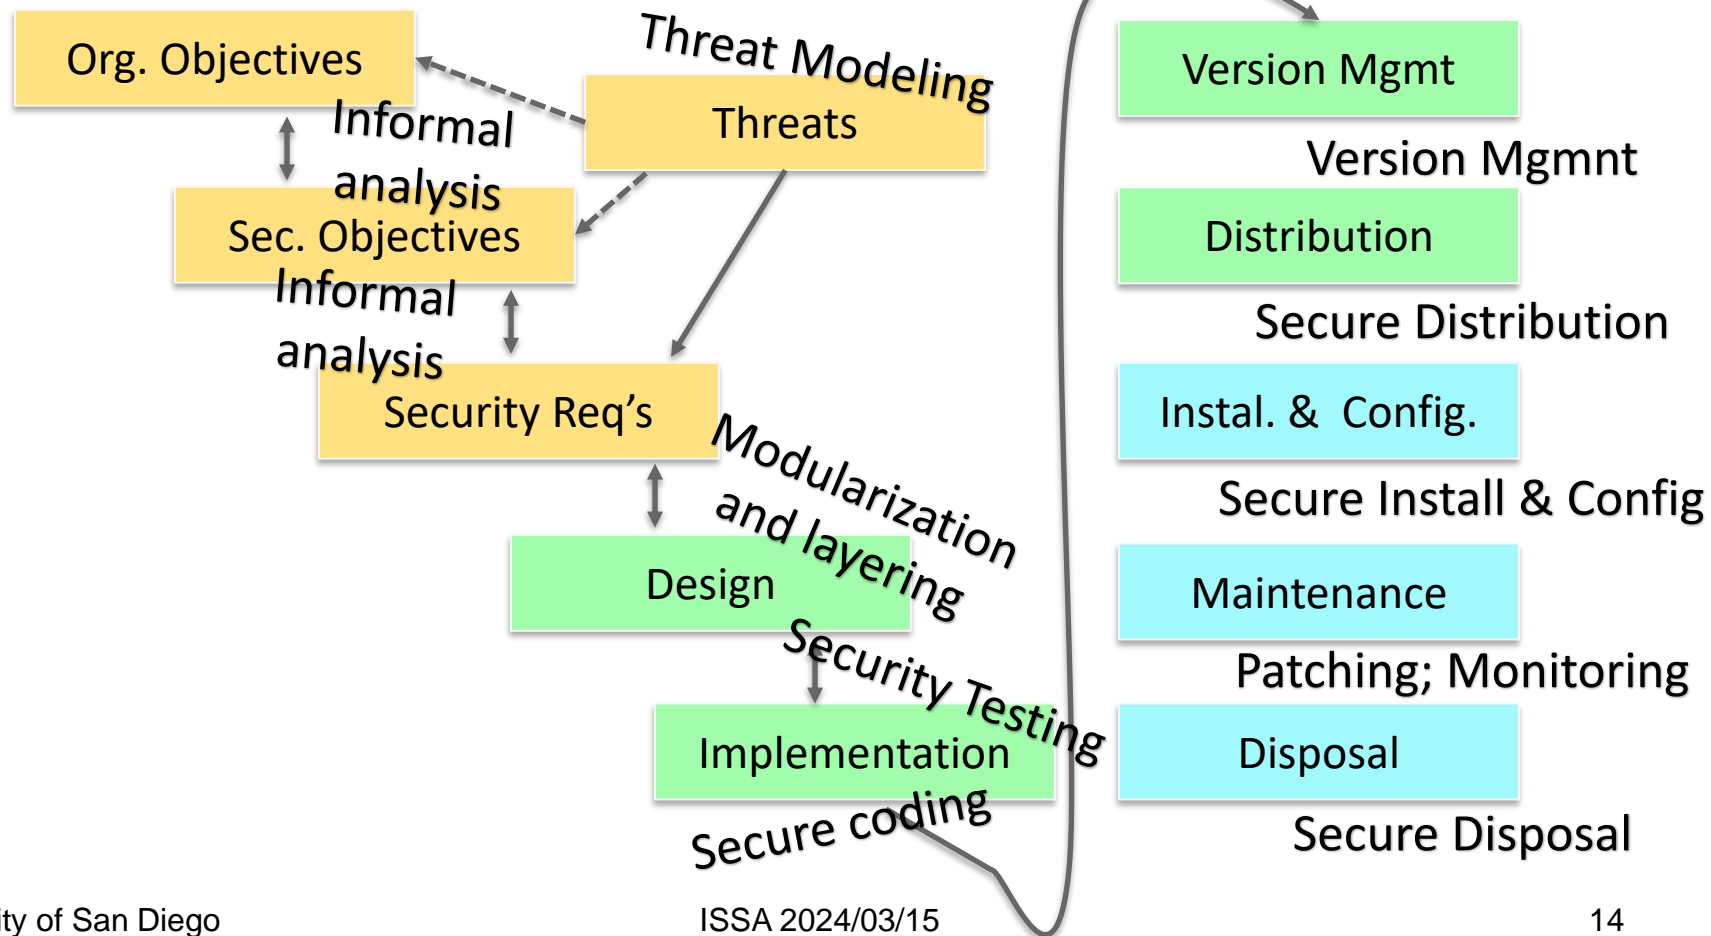 Org. Objectives
Threat Modeling
Threats
Informal
analysis
Sec. Objectives
Informal
analysis
Security Req’s
Modularization
and layering
Design
Security Testing
Implementation
Secure coding
Version Mgmt
Version Mgmnt
Distribution
Secure Distribution
Instal. & Config.
Secure Install & Config
Maintenance
Patching; Monitoring
Disposal
Secure Disposal
ity of San Diego
ISSA 2024/03/15
14